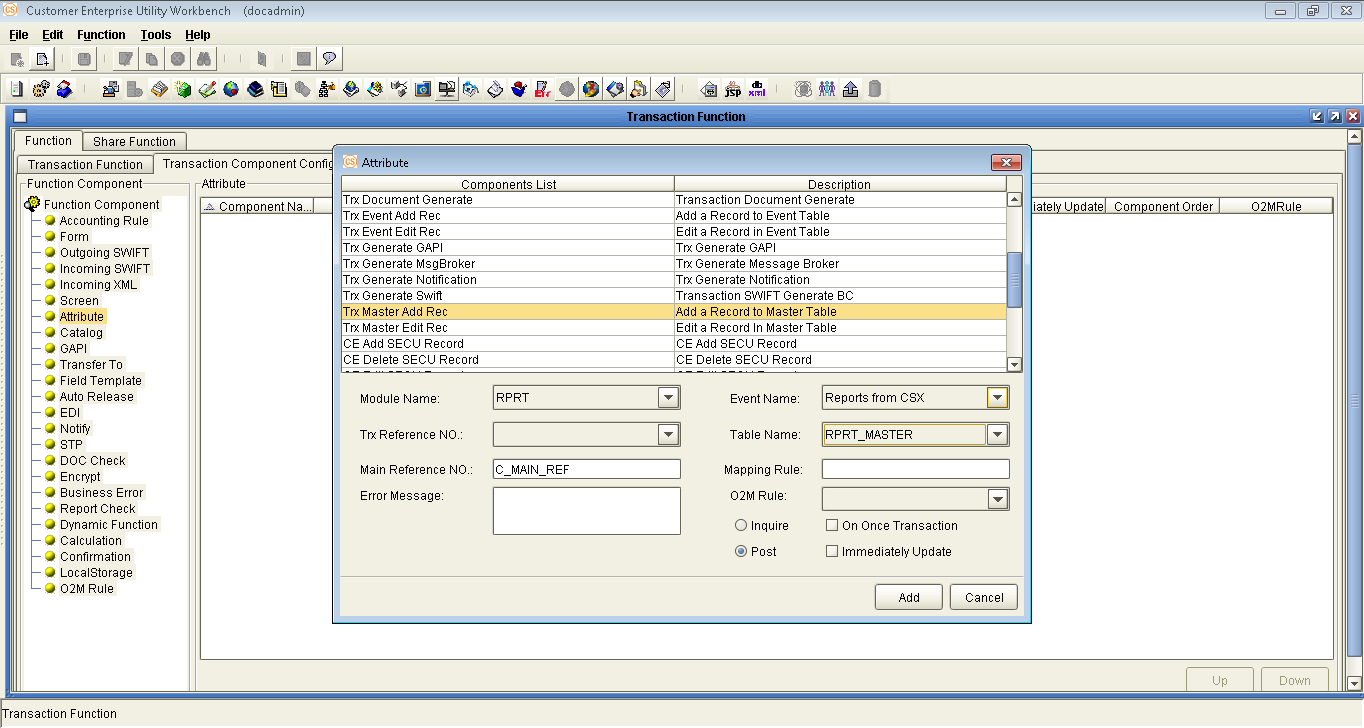 Customer Enterprise Utility Workbench (docadmin)
File Edit Function Tools Help
JSP
xml
Transaction Function
Function Share Function
Transaction Function Transaction Component Config
Function Component
Function Component
Accounting Rule
Form
Outgoing SWIFT
Incoming SWIFT
Incoming XML
Screen
Attribute
Catalog
GAPI
Transfer To
Field Template
Auto Release
EDI
Notify
STP
DOC Check
Encrypt
Business Error
Report Check
Dynamic Function
Calculation
Confirmation
LocalStorage
O2M Rule
Attribute
Component Na... iately Update Component Order O2MRule
CS Attribute
Components List Description
Trx Document Generate Transaction Document Generate
Trx Event Add Rec Add a Record to Event Table
Trx Event Edit Rec Edit a Record in Event Table
Trx Generate GAPI Trx Generate GAPI
Trx Generate MsgBroker Trx Generate Message Broker
Trx Generate Notification Trx Generate Notification
Trx Generate Swift Transaction SWIFT Generate BC
Trx Master Add Rec Add a Record to Master Table
Trx Master Edit Rec Edit a Record In Master Table
CE Add SECU Record CE Add SECU Record
CE Delete SECU Record CE Delete SECU Record
Module Name: RPRT Event Name: Reports from CSX
Trx Reference NO.: Table Name: RPRT_MASTER
Main Reference NO.: C_MAIN_REF Mapping Rule:
Error Message: O2M Rule:
Inquire On Once Transaction
Post Immediately Update
Add Cancel
Up Down
Transaction Function